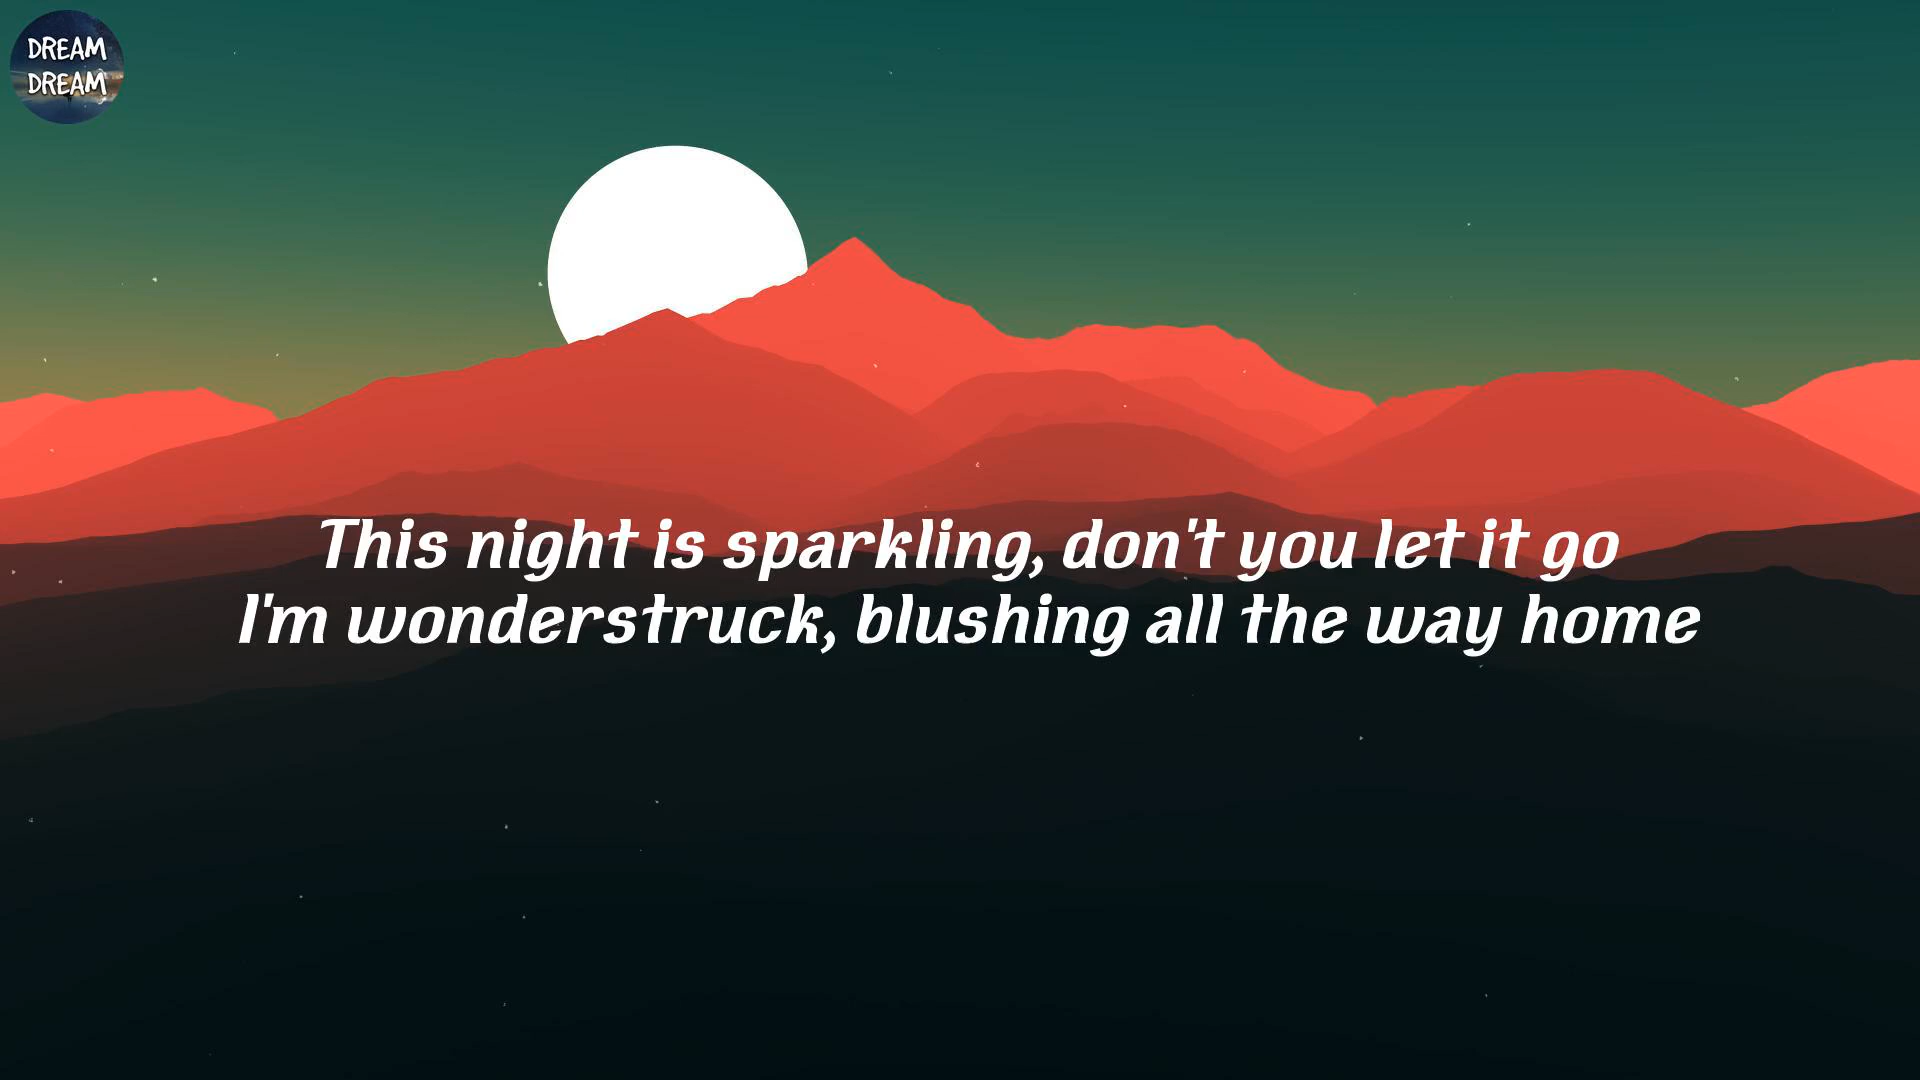 DREAM
DREAM
This night is sparkling, don't you let it go
I'm wonderstruck, blushing all the way home